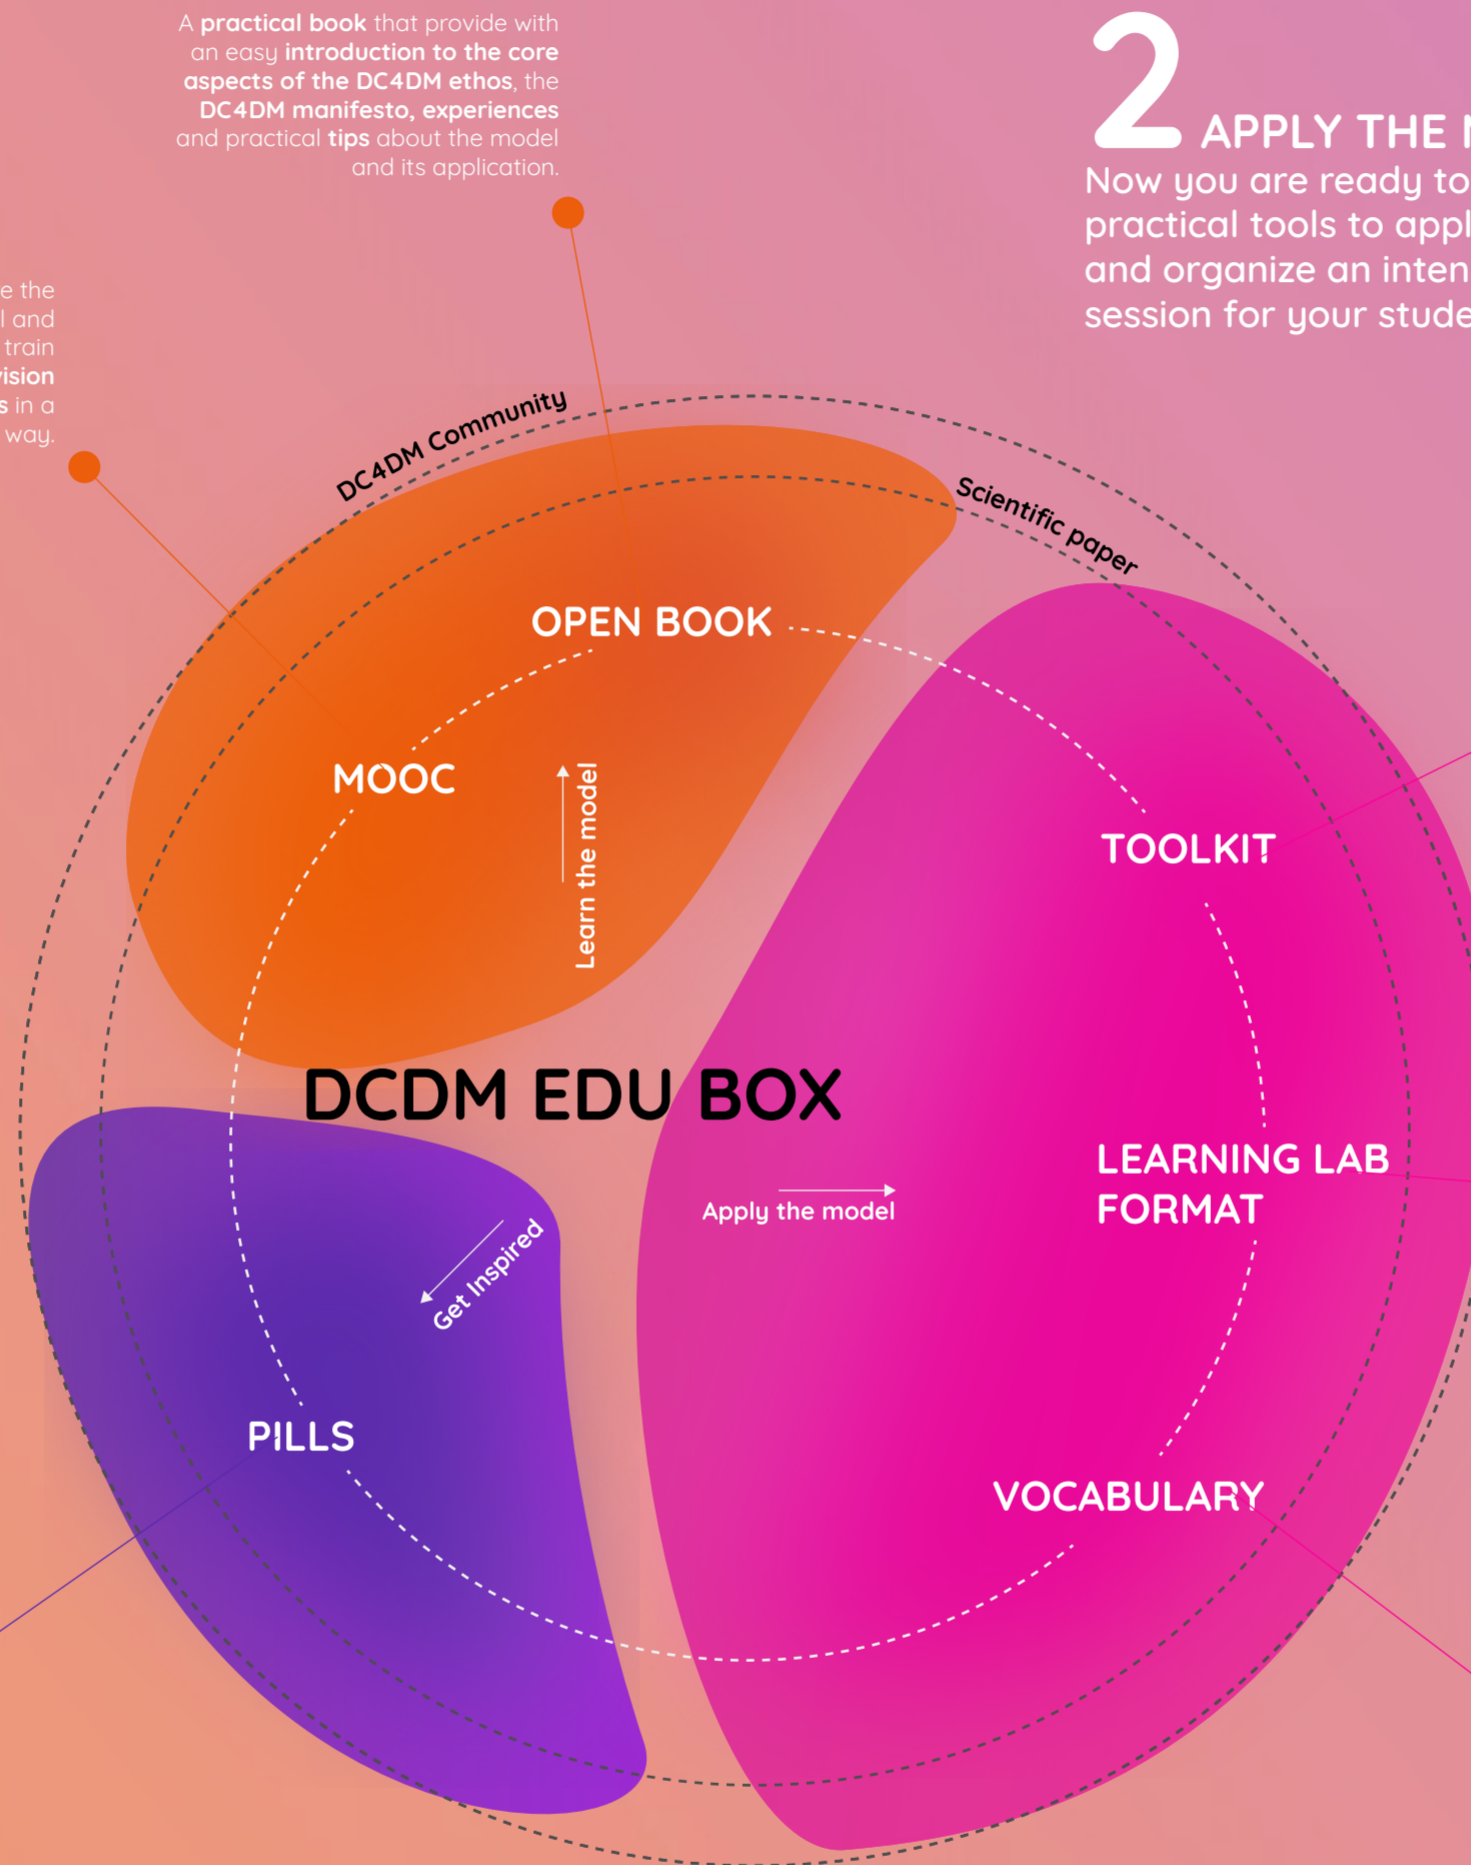 A practical book that provide with
an easy introduction to the core
aspects of the DC4DM ethos, the
DC4DM manifesto, experiences
and practical tips about the model
and its application.
2 APPLY THE
Now you are ready to
practical tools to appl
and organize an inten
session for your stude
e the
l and
train
ision
s in a
way.
DC4DM Community
Scientific paper
OPEN BOOK
MOOC
Learn the model
TOOLKIT
DCDM EDU BOX
LEARNING LAB
FORMAT
Apply the model
Get Inspired
PILLS
VOCABULARY